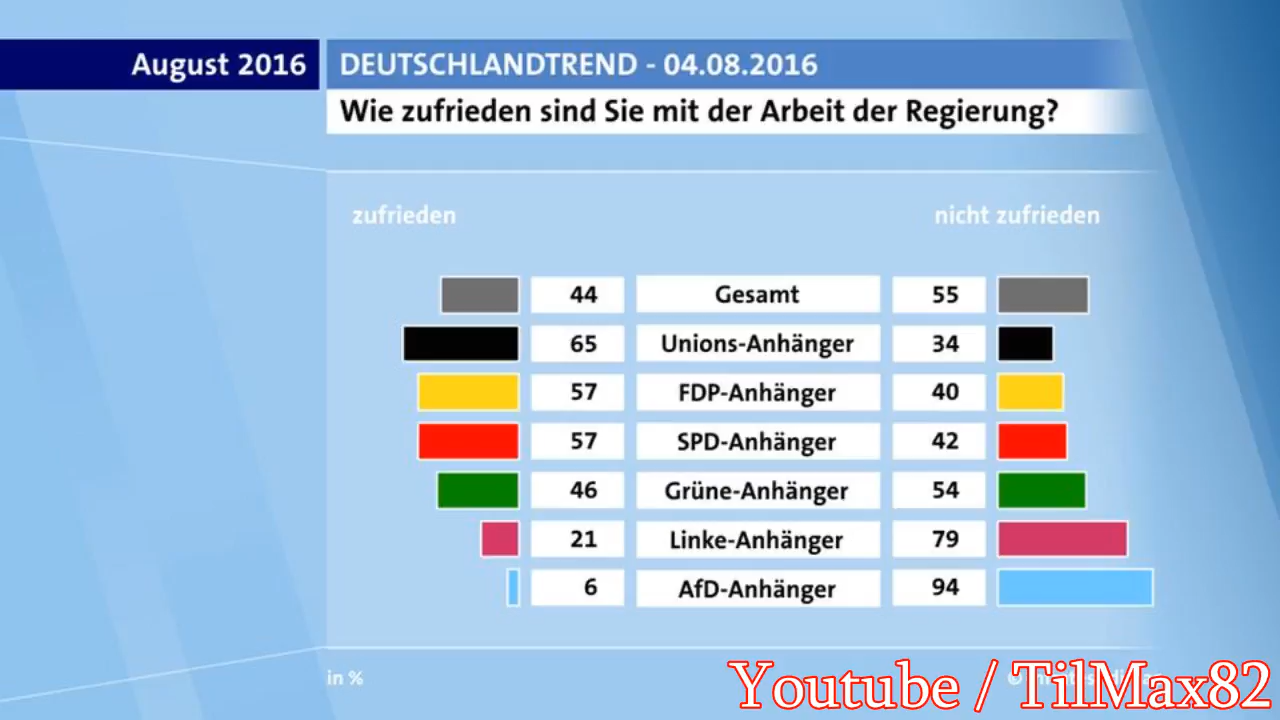 August 2016
DEUTSCHLANDTREND - 04.08.2016
Wie zufrieden sind Sie mit der Arbeit der Regierung?
zufrieden nicht zufrieden
44 Gesamt 55
65 Unions-Anhänger 34
57 FDP-Anhänger 40
57 SPD-Anhänger 42
46 Grüne-Anhänger 54
21 Linke-Anhänger 79
6 AfD-Anhänger 94
in %
Youtube / TilMax82